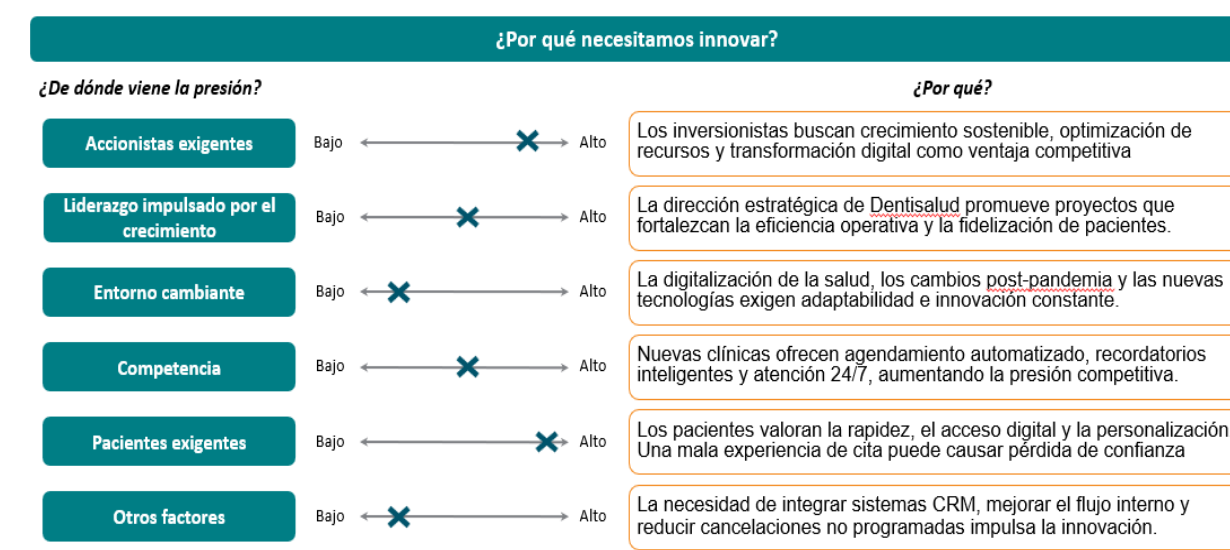 ¿Por qué necesitamos innovar?
¿De dónde viene la presión?
¿Por qué?
Accionistas exigentes
Bajo
Alto
Los inversionistas buscan crecimiento sostenible, optimización de
recursos y transformación digital como ventaja competitiva
Liderazgo impulsado por el
crecimiento
Bajo
Alto
La dirección estratégica de Dentisalud promueve proyectos que
fortalezcan la eficiencia operativa y la fidelización de pacientes.
Entorno cambiante
Bajo
Alto
La digitalización de la salud, los cambios post-pandemia y las nuevas
tecnologías exigen adaptabilidad e innovación constante.
Competencia
Bajo
Alto
Nuevas clínicas ofrecen agendamiento automatizado, recordatorios
inteligentes y atención 24/7, aumentando la presión competitiva.
Pacientes exigentes
Bajo
Alto
Los pacientes valoran la rapidez, el acceso digital y la personalización
Una mala experiencia de cita puede causar pérdida de confianza
Otros factores
Bajo
Alto
La necesidad de integrar sistemas CRM, mejorar el flujo interno y
reducir cancelaciones no programadas impulsa la innovación.